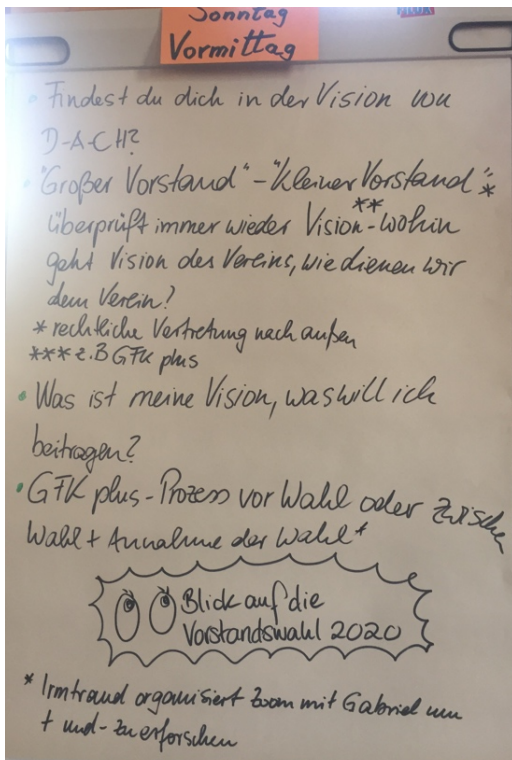 Sonntag
Vormittag
• Findest du dich in der Vision von
D-A-CH?
• "Großer Vorstand" - "Kleiner Vorstand" *
überprüft immer wieder Vision** - Wohin
geht Vision des Vereins, wie dienen wir
dem Verein?
* rechtliche Vertretung nach außen
*** z.B GFK plus
• Was ist meine Vision, was will ich
beitragen?
• GFK plus - Prozess vor Wahl oder zwischen
Wahl + Annahme der Wahl *
Blick auf die
Vorstandswahl 2020
* Irmtraud organisiert Zoom mit Gabriel um
+ und - zu erforschen